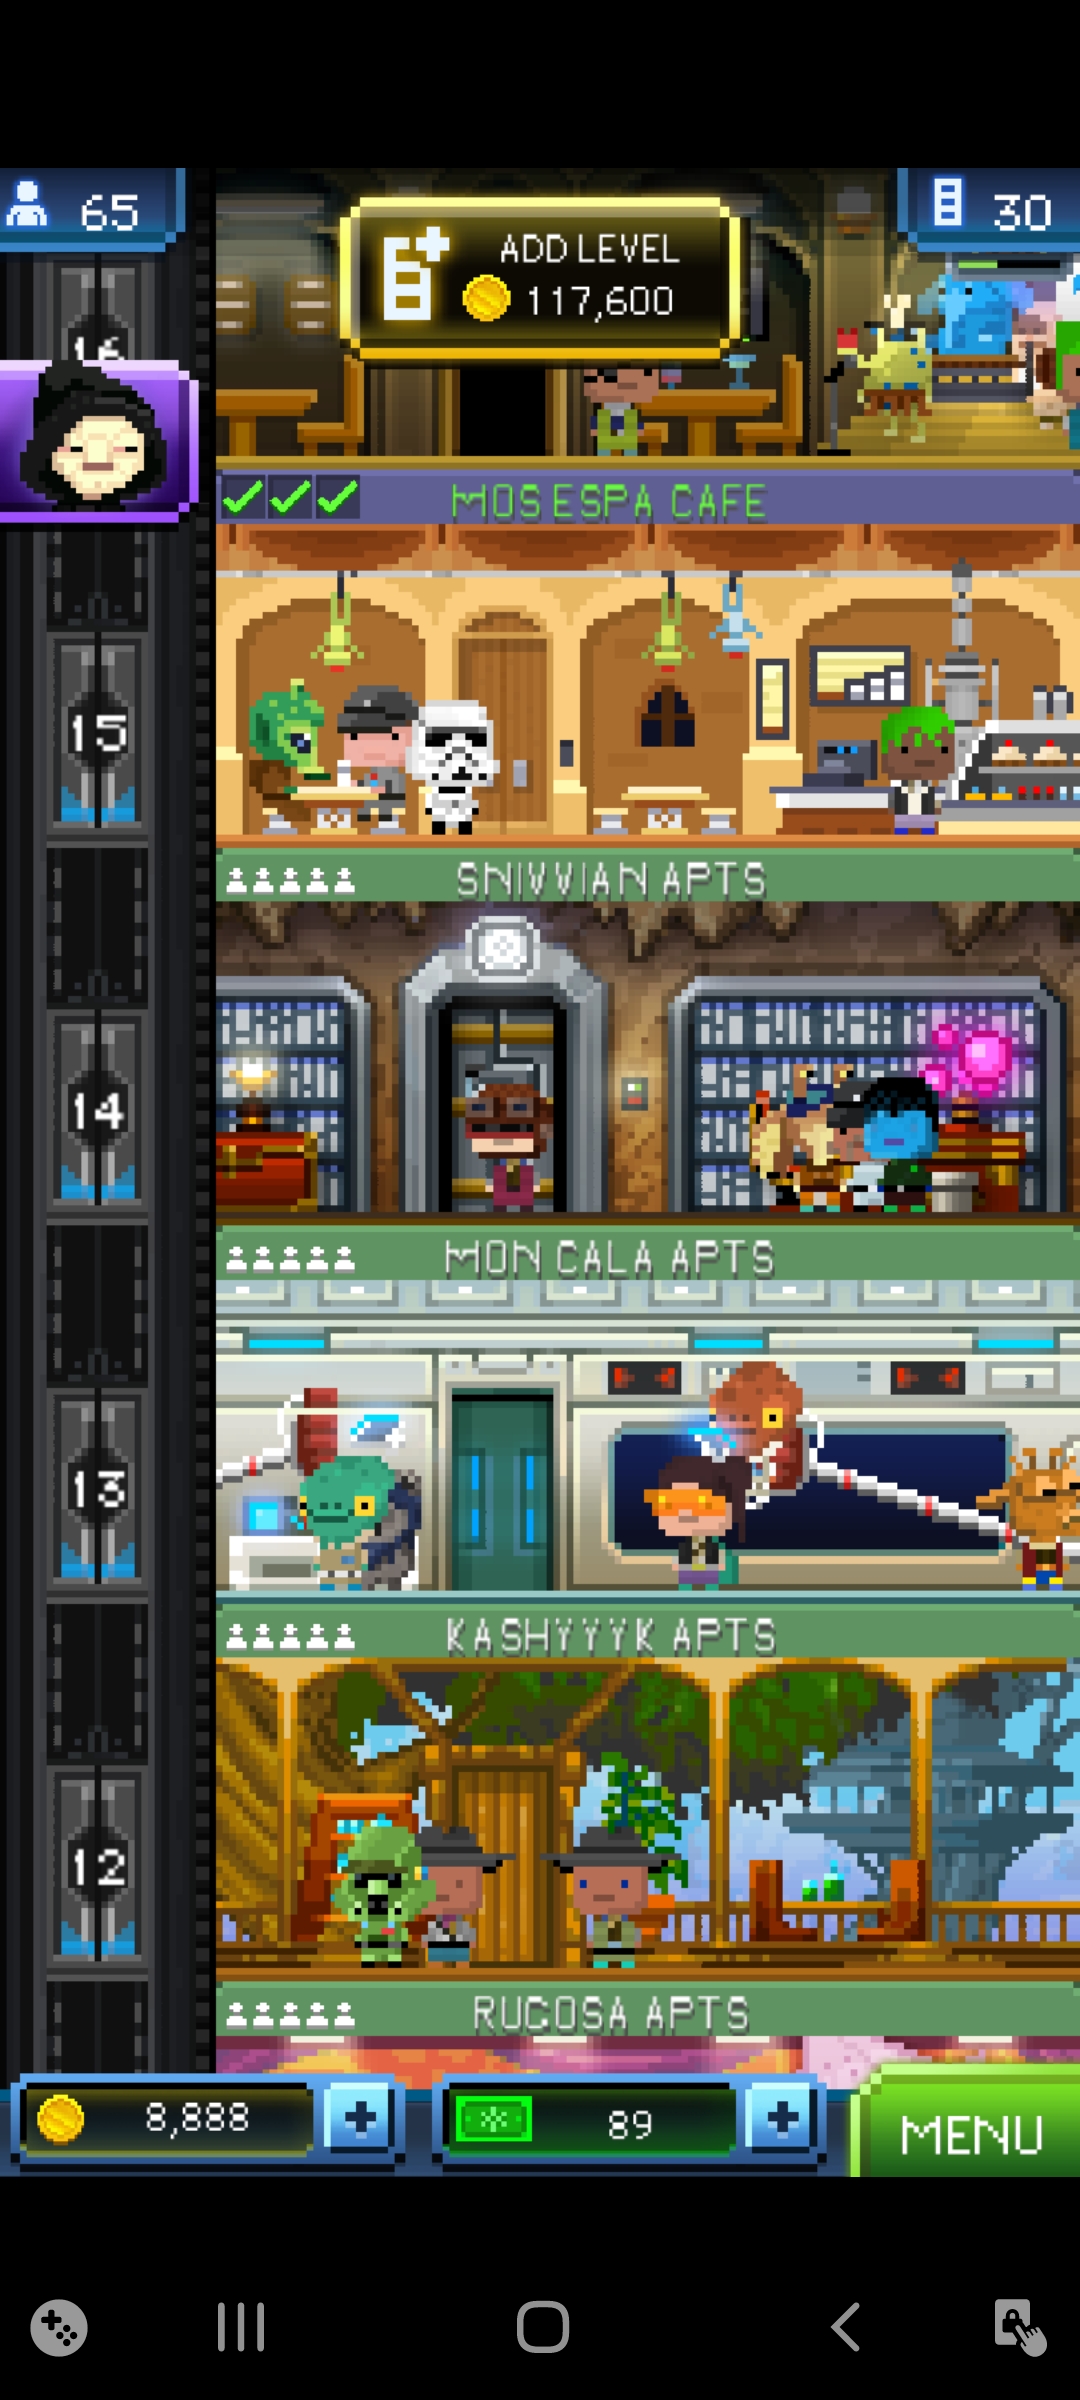 65
ADD LEVEL
117,600
30
16
MOS ESPA CAFE
15
SNIVVIAN APTS
14
MON CALA APTS
13
KASHYYYK APTS
12
RUGOSA APTS
8,888
89
MENU